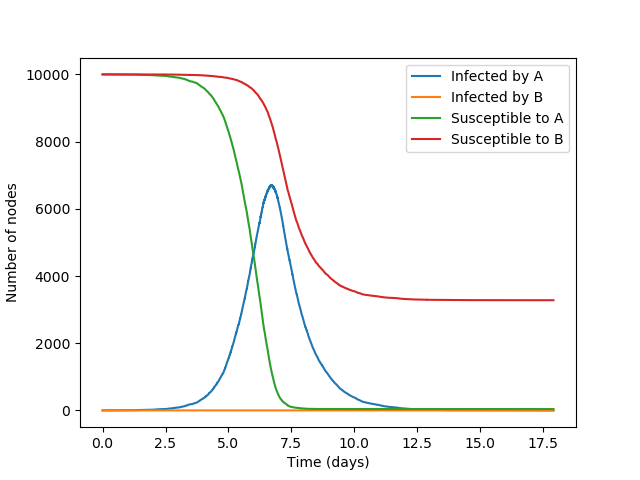 Infected by A
Infected by B
Susceptible to A
Susceptible to B
Number of nodes
10000
8000
6000
4000
2000
0
0.0 2.5 5.0 7.5 10.0 12.5 15.0 17.5
Time (days)